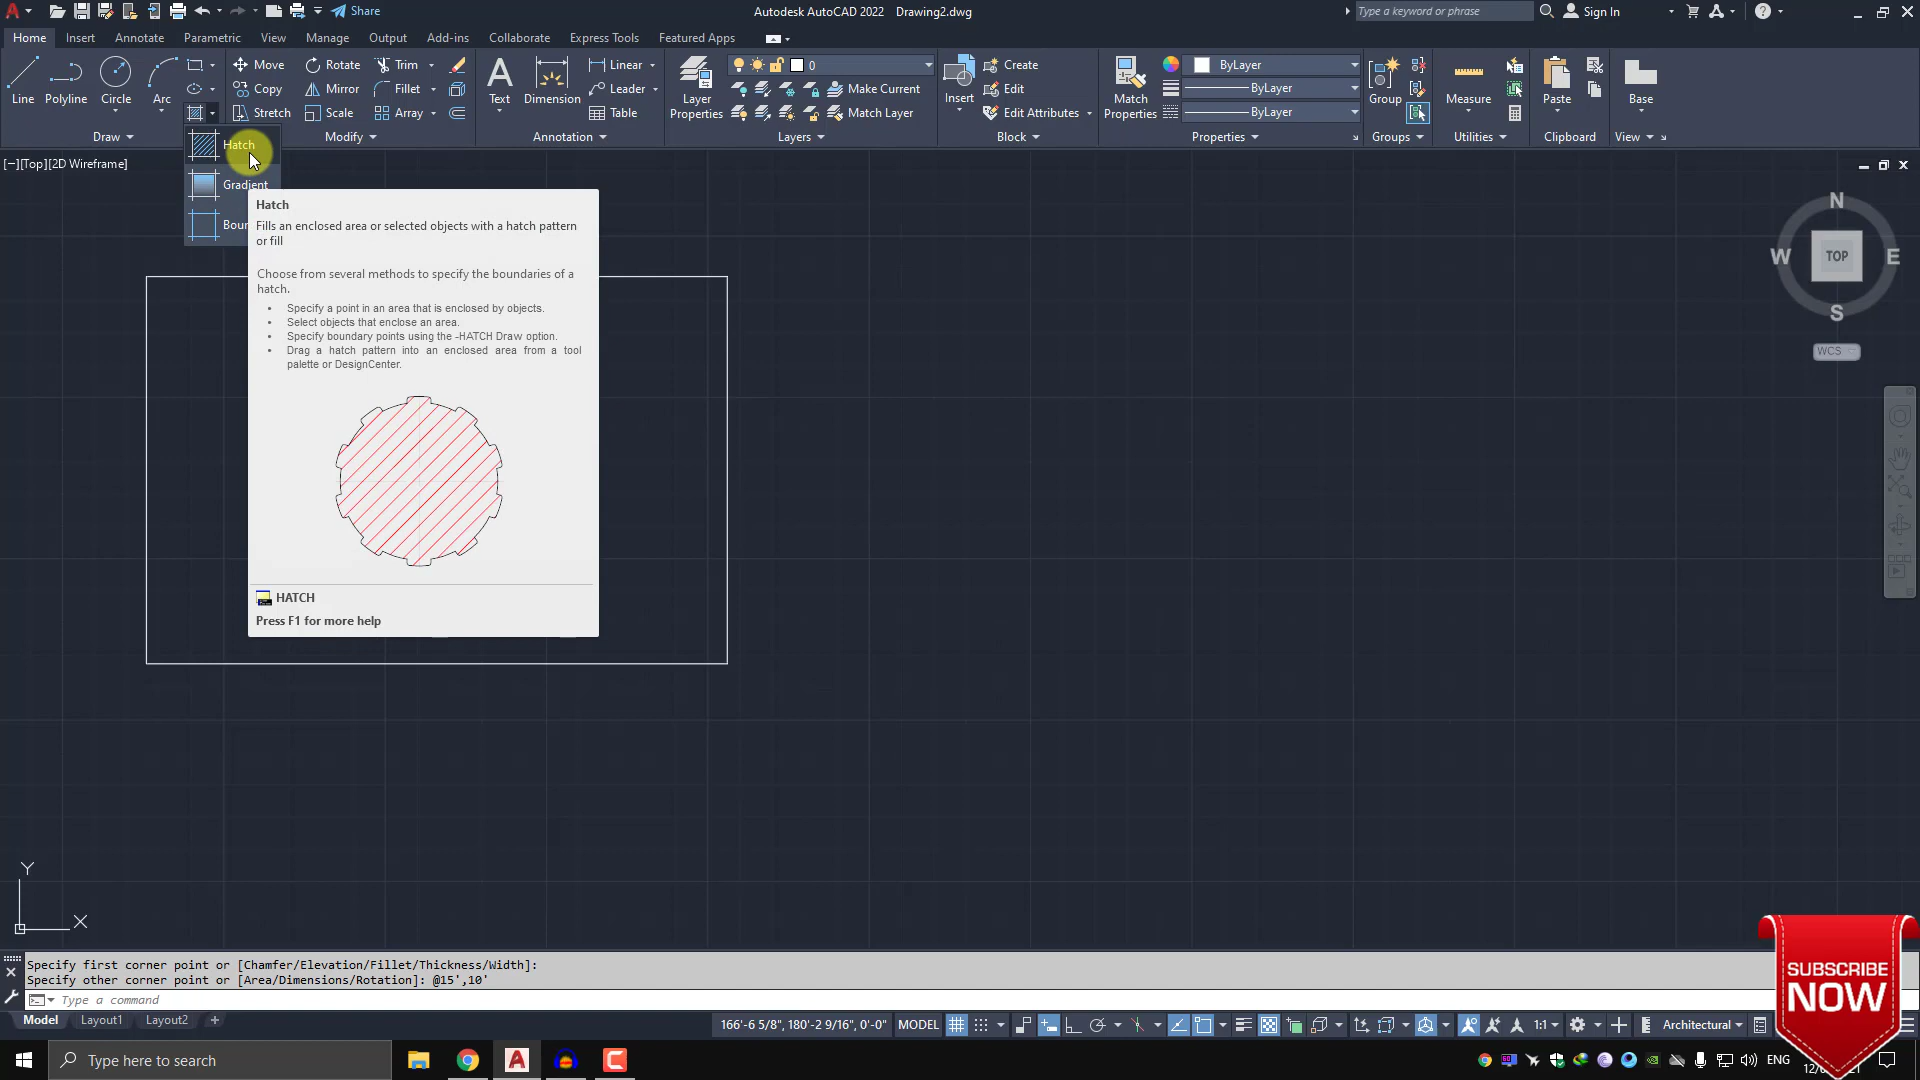 Share
Autodesk AutoCAD 2022 Drawing2.dwg
Type a keyword or phrase
Sign In
Home Insert Annotate Parametric View Manage Output Add-ins Collaborate Express Tools Featured Apps
Line Polyline Circle Arc
Move Rotate Trim
Copy Mirror Fillet
Stretch Scale Array
Text Dimension
Linear
Leader
Table
Layer Properties
0
Make Current
Match Layer
Insert
Create
Edit
Edit Attributes
Match Properties
ByLayer
ByLayer
ByLayer
Group
Measure
Paste
Base
Draw Modify Annotation Layers Block Properties Groups Utilities Clipboard View
[−][Top][2D Wireframe]
Hatch
Gradient
Boun
Hatch
Fills an enclosed area or selected objects with a hatch pattern
or fill
Choose from several methods to specify the boundaries of a
hatch.
• Specify a point in an area that is enclosed by objects.
• Select objects that enclose an area.
• Specify boundary points using the -HATCH Draw option.
• Drag a hatch pattern into an enclosed area from a tool
palette or DesignCenter.
HATCH
Press F1 for more help
N
W TOP E
S
WCS
Y
X
Specify first corner point or [Chamfer/Elevation/Fillet/Thickness/Width]:
Specify other corner point or [Area/Dimensions/Rotation]: @15',10'
Type a command
Model Layout1 Layout2 +
166'-6 5/8", 180'-2 9/16", 0'-0" MODEL 1:1 Architectural
SUBSCRIBE
NOW
Type here to search
ENG